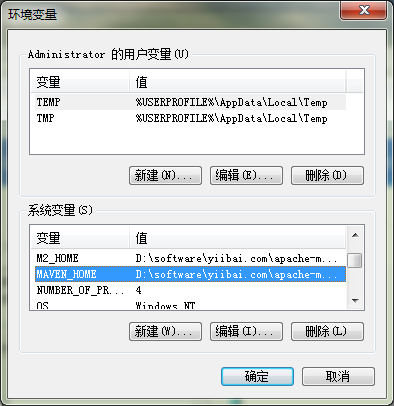 环境变量
Administrator 的用户变量(U)
变量 值
TEMP %USERPROFILE%\AppData\Local\Temp
TMP %USERPROFILE%\AppData\Local\Temp
新建(N)... 编辑(E)... 删除(D)
系统变量(S)
变量 值
M2_HOME D:\software\yiibai.com\apache-m...
MAVEN_HOME D:\software\yiibai.com\apache-m...
NUMBER_OF_PR... 4
OS Windows_NT
新建(W)... 编辑(I)... 删除(L)
确定 取消